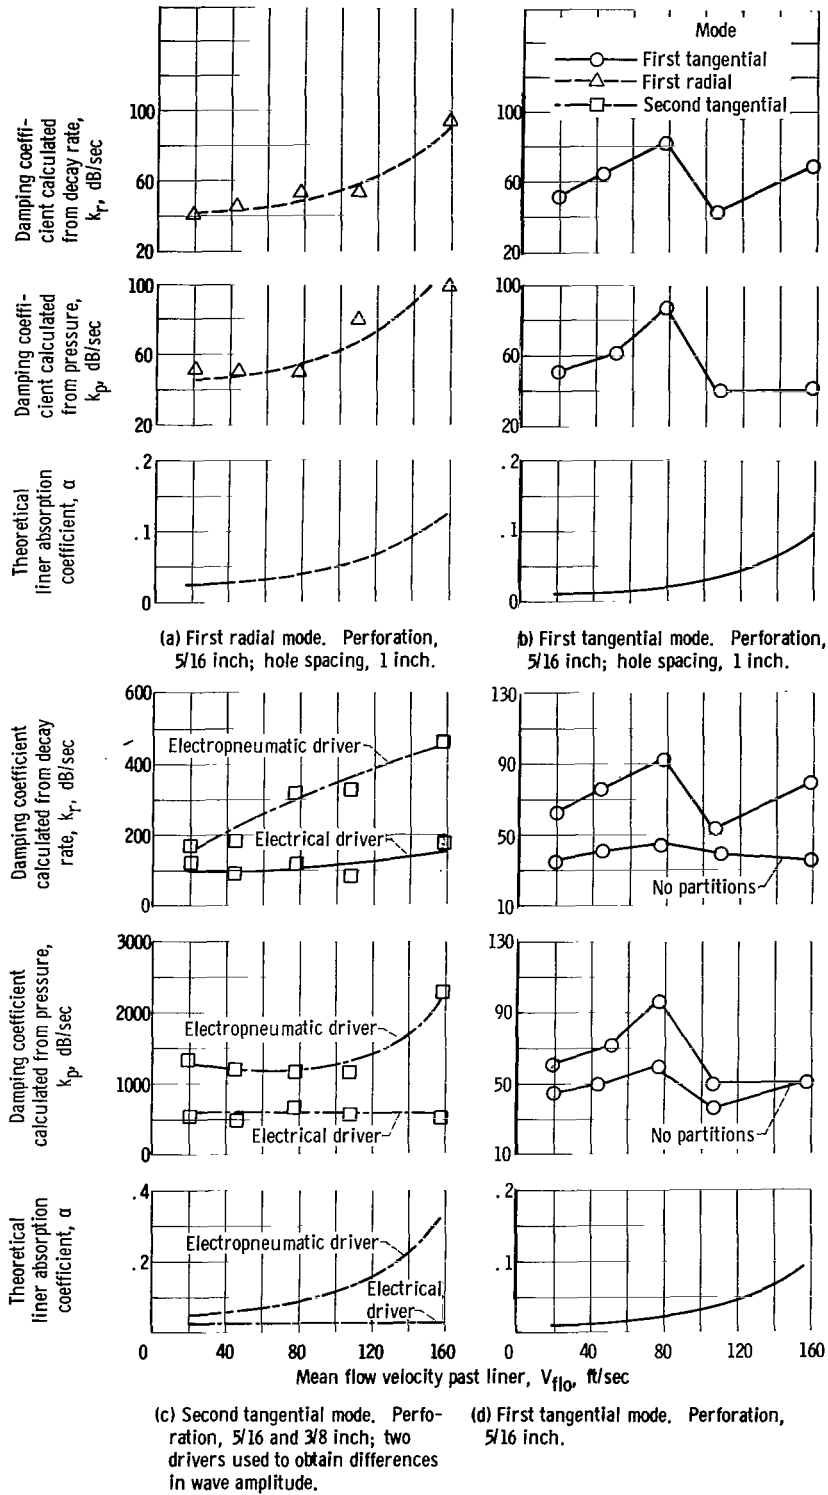 Mode
First tangential
First radial
Second tangential
Damping coeffi-
cient calculated
from decay rate,
kr, dB/sec
100
60
20
100
60
20
Damping coeffi-
cient calculated
from pressure,
kp, dB/sec
100
60
20
100
60
20
Theoretical
liner absorption
coefficient, α
.2
.1
0
.2
.1
0
(a) First radial mode. Perforation,
5/16 inch; hole spacing, 1 inch.
(b) First tangential mode. Perforation,
5/16 inch; hole spacing, 1 inch.
Damping coefficient
calculated from decay
rate, kr, dB/sec
600
400
200
0
Electropneumatic driver
Electrical driver
130
90
50
10
No partitions
Damping coefficient
calculated from pressure,
kp, dB/sec
3000
2000
1000
0
Electropneumatic driver
Electrical driver
130
90
50
10
No partitions
Theoretical
liner absorption
coefficient, α
.4
.2
Electropneumatic driver
Electrical
driver
.2
.1
0 40 80 120 160
0 40 80 120 160
Mean flow velocity past liner, Vflo, ft/sec
(c) Second tangential mode. Perfo-
ration, 5/16 and 3/8 inch; two
drivers used to obtain differences
in wave amplitude.
(d) First tangential mode. Perforation,
5/16 inch.